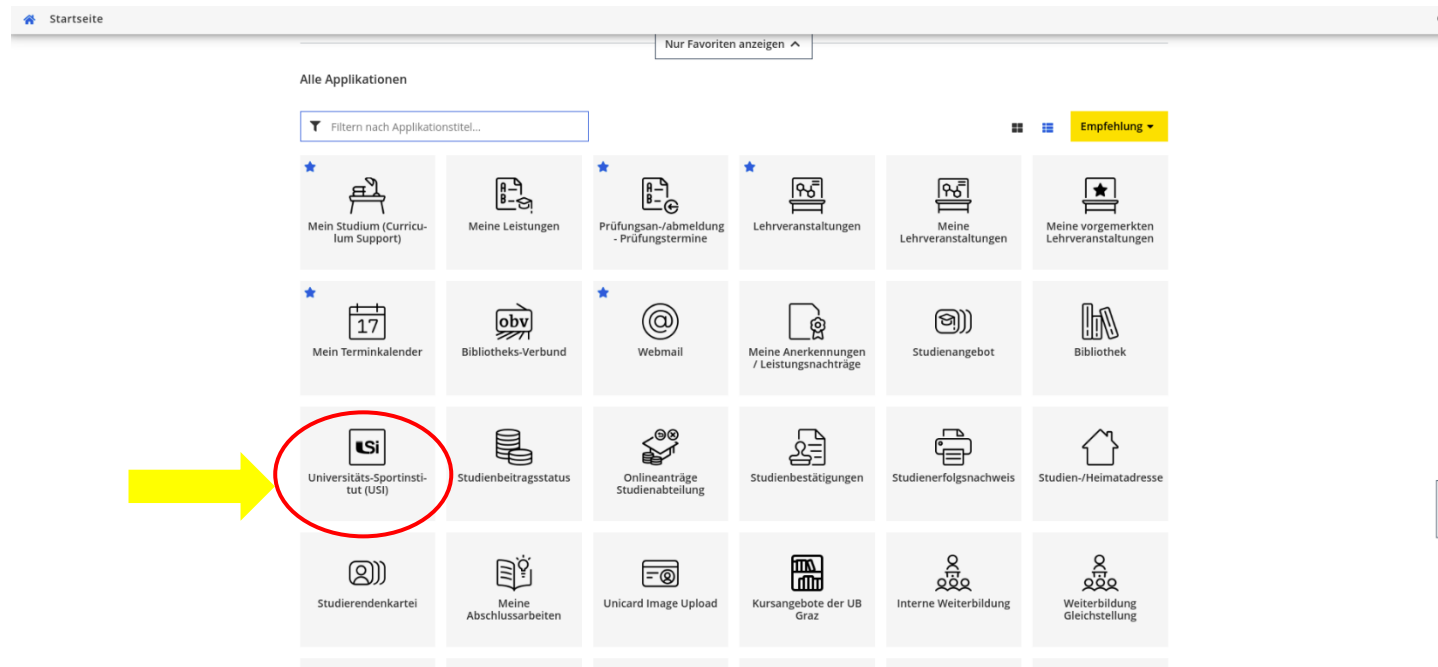 Startseite
Nur Favoriten anzeigen
Alle Applikationen
Filtern nach Applikationstitel...
Empfehlung
Mein Studium (Curricu-
lum Support)
Meine Leistungen
Prüfungsan-/abmeldung
- Prüfungstermine
Lehrveranstaltungen
Meine
Lehrveranstaltungen
Meine vorgemerkten
Lehrveranstaltungen
17
Mein Terminkalender
obv
Bibliotheks-Verbund
Webmail
Meine Anerkennungen
/ Leistungsnachträge
Studienangebot
Bibliothek
USi
Universitäts-Sportinsti-
tut (USI)
Studienbeitragsstatus
Onlineanträge
Studienabteilung
Studienbestätigungen
Studienerfolgsnachweis
Studien-/Heimatadresse
Studierendenkartei
Meine
Abschlussarbeiten
Unicard Image Upload
Kursangebote der UB
Graz
Interne Weiterbildung
Weiterbildung
Gleichstellung